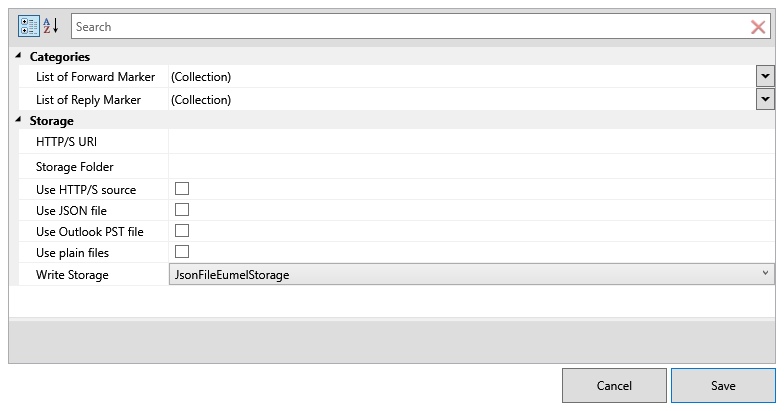 A Z Search
Categories
List of Forward Marker (Collection)
List of Reply Marker (Collection)
Storage
HTTP/S URI
Storage Folder
Use HTTP/S source
Use JSON file
Use Outlook PST file
Use plain files
Write Storage JsonFileEumelStorage
Cancel Save